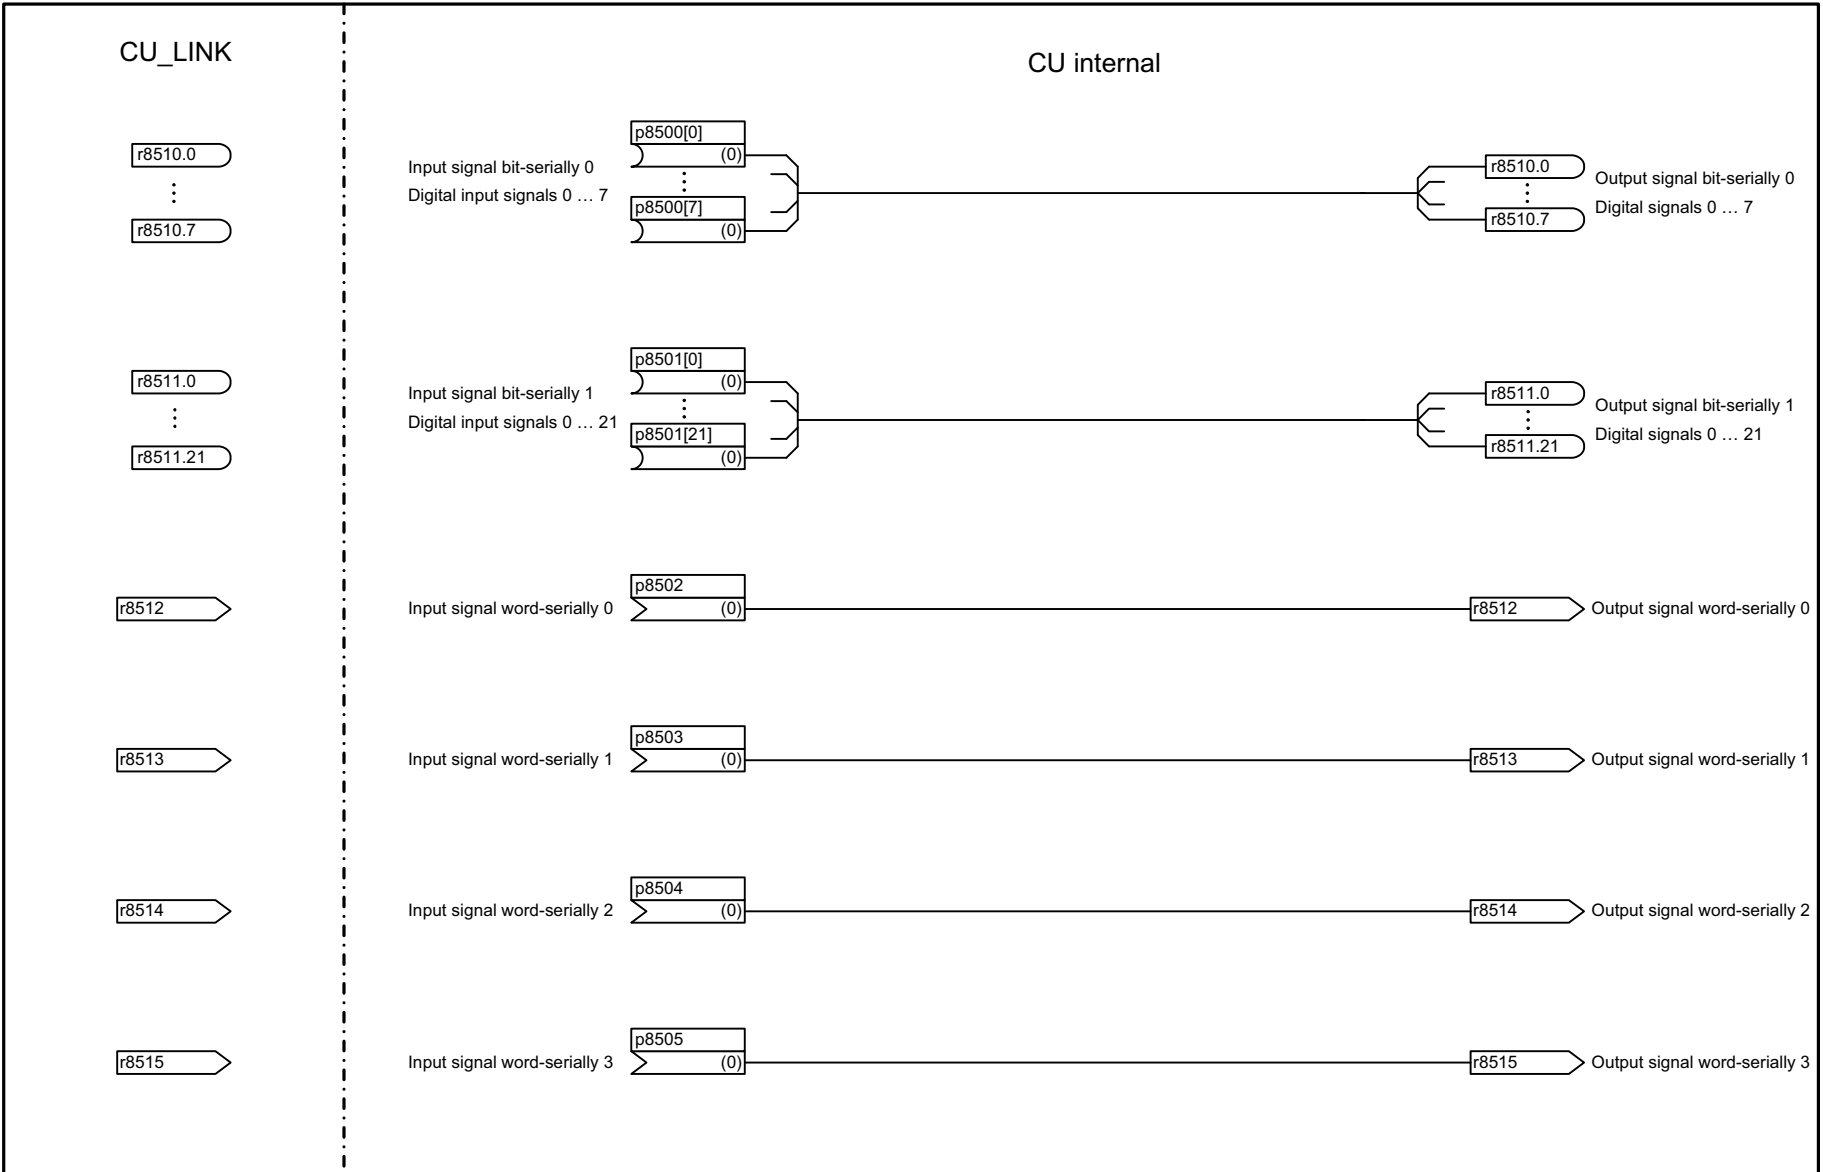 CU_LINK
CU internal
r8510.0
r8510.7
Input signal bit-serially 0
Digital input signals 0 … 7
p8500[0]
(0)
p8500[7]
(0)
r8510.0
r8510.7
Output signal bit-serially 0
Digital signals 0 … 7
r8511.0
r8511.21
Input signal bit-serially 1
Digital input signals 0 … 21
p8501[0]
(0)
p8501[21]
(0)
r8511.0
r8511.21
Output signal bit-serially 1
Digital signals 0 … 21
r8512
Input signal word-serially 0
p8502
(0)
r8512
Output signal word-serially 0
r8513
Input signal word-serially 1
p8503
(0)
r8513
Output signal word-serially 1
r8514
Input signal word-serially 2
p8504
(0)
r8514
Output signal word-serially 2
r8515
Input signal word-serially 3
p8505
(0)
r8515
Output signal word-serially 3